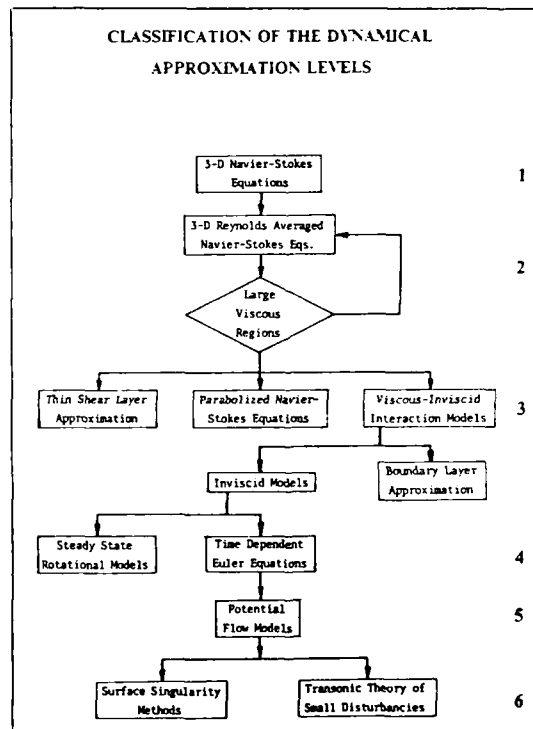 CLASSIFICATION OF THE DYNAMICAL
APPROXIMATION LEVELS
3-D Navier-Stokes
Equations
1
3-D Reynolds Averaged
Navier-Stokes Eqs.
2
Large
Viscous
Regions
Thin Shear Layer
Approximation
Parabolized Navier-
Stokes Equations
Viscous-Inviscid
Interaction Models
3
Inviscid Models
Boundary Layer
Approximation
Steady State
Rotational Models
Time Dependent
Euler Equations
4
Potential
Flow Models
5
Surface Singularity
Methods
Transonic Theory of
Small Disturbancies
6